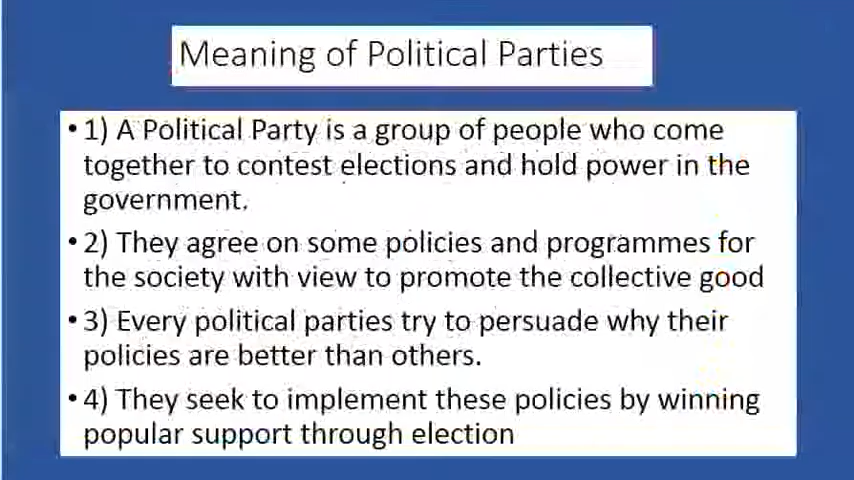 Meaning of Political Parties
• 1) A Political Party is a group of people who come
together to contest elections and hold power in the
government.
• 2) They agree on some policies and programmes for
the society with view to promote the collective good
• 3) Every political parties try to persuade why their
policies are better than others.
• 4) They seek to implement these policies by winning
popular support through election